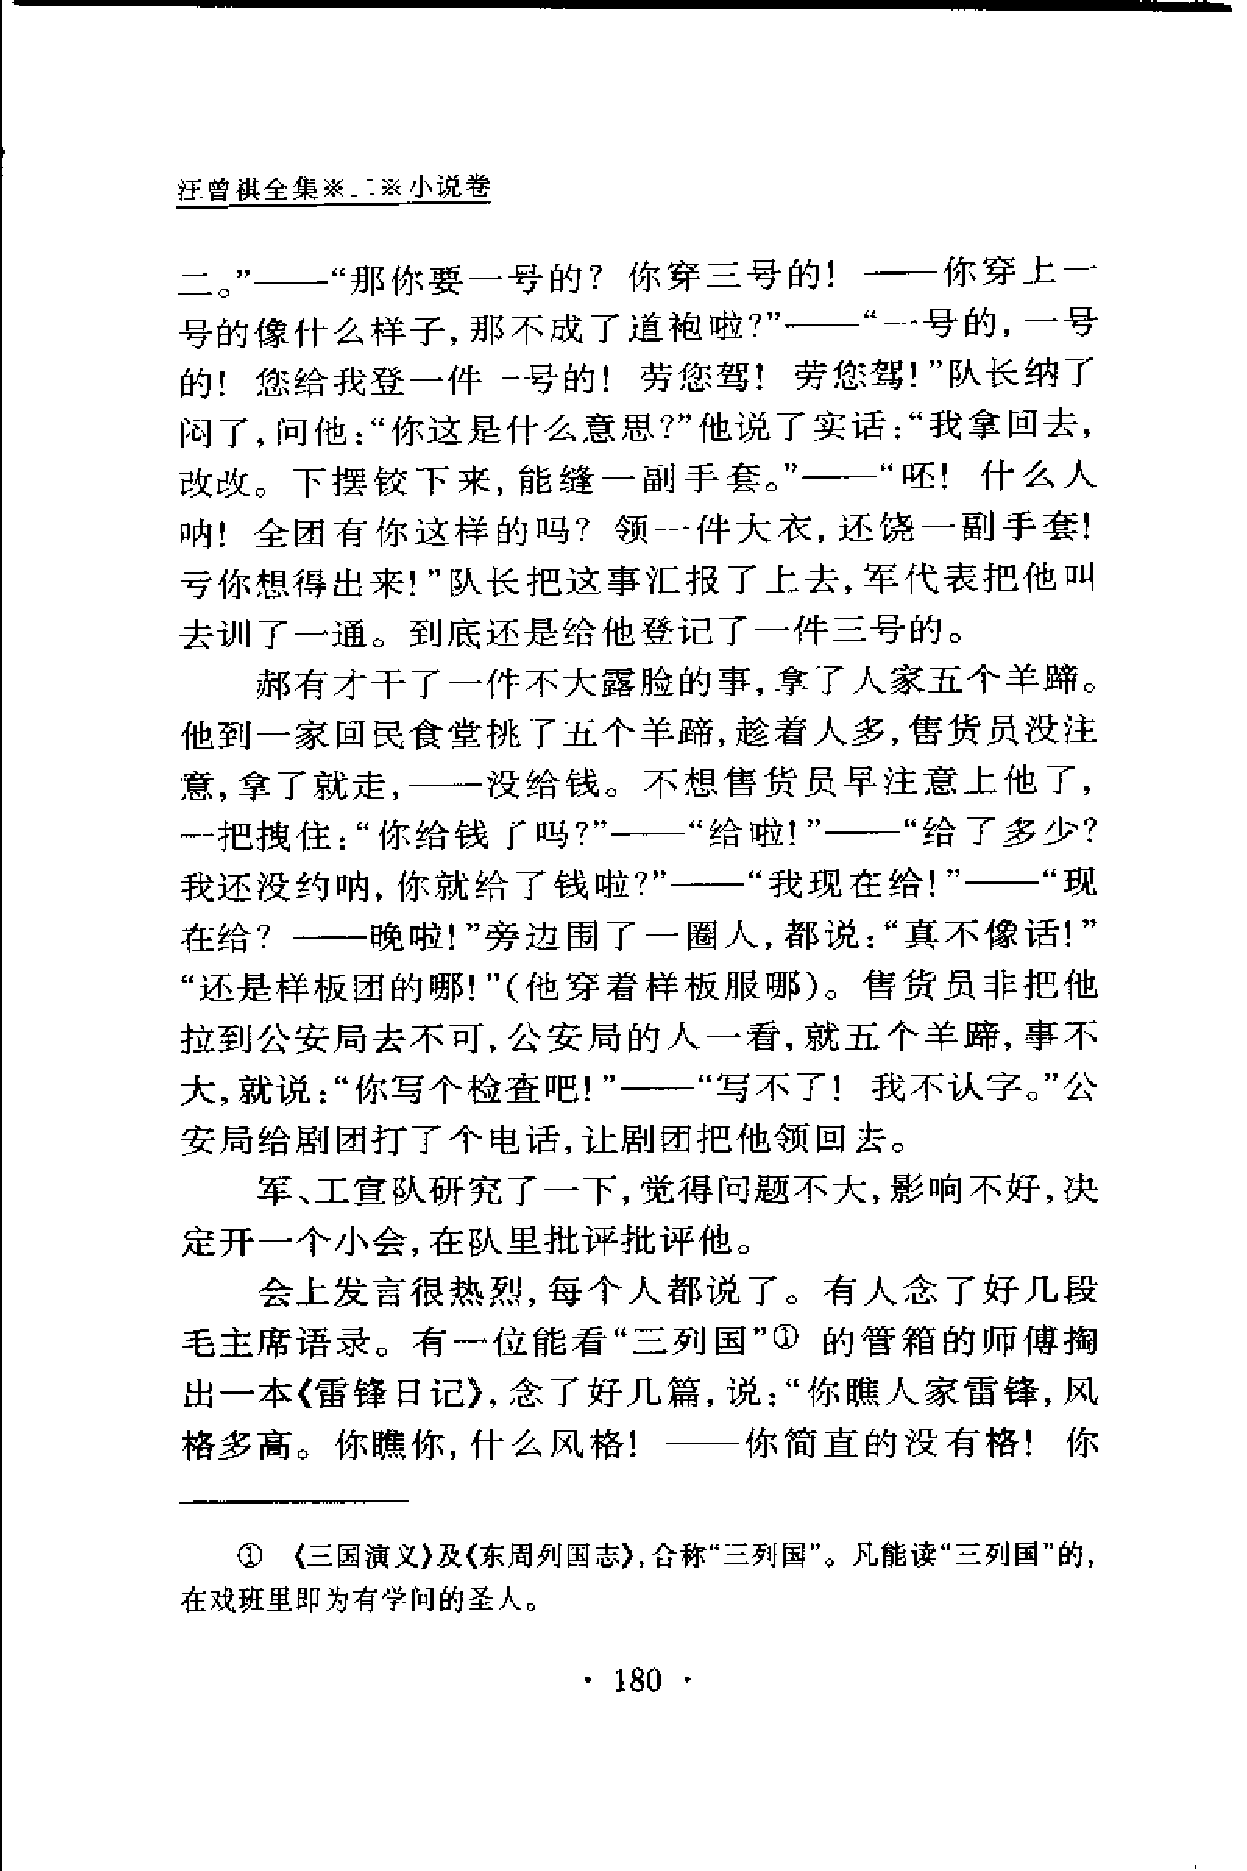 汪曾祺全集※二※小说卷
二。”——“那你要一号的？你穿三号的！——你穿上一
号的像什么样子，那不成了道袍啦？”——“一号的，一号
的！您给我登一件一号的！劳您驾！劳您驾！”队长纳了
闷了，问他：“你这是什么意思？”他说了实话：“我拿回去，
改改。下摆铰下来，能缝一副手套。”——“呸！什么人
呐！全团有你这样的吗？领一件大衣，还饶一副手套！
亏你想得出来！”队长把这事汇报了上去，军代表把他叫
去训了一通。到底还是给他登记了一件三号的。
郝有才干了一件不大露脸的事，拿了人家五个羊蹄。
他到一家回民食堂挑了五个羊蹄，趁着人多，售货员没注
意，拿了就走，——没给钱。不想售货员早注意上他了，
一把拽住：“你给钱了吗？”——“给啦！”——“给了多少？
我还没约呐，你就给了钱啦？”——“我现在给！”——“现
在给？——晚啦！”旁边围了一圈人，都说：“真不像话！”
“还是样板团的哪！”（他穿着样板服哪）。售货员非把他
拉到公安局去不可，公安局的人一看，就五个羊蹄，事不
大，就说：“你写个检查吧！”——“写不了！我不认字。”公
安局给剧团打了个电话，让剧团把他领回去。
军、工宣队研究了一下，觉得问题不大，影响不好，决
定开一个小会，在队里批评批评他。
会上发言很热烈，每个人都说了。有人念了好几段
毛主席语录。有一位能看“三列国”① 的管箱的师傅掏
出一本《雷锋日记》，念了好几篇，说：“你瞧人家雷锋，风
格多高。你瞧你，什么风格！——你简直的没有格！你
① 《三国演义》及《东周列国志》，合称“三列国”。凡能读“三列国”的，
在戏班里即为有学问的圣人。
· 180 ·